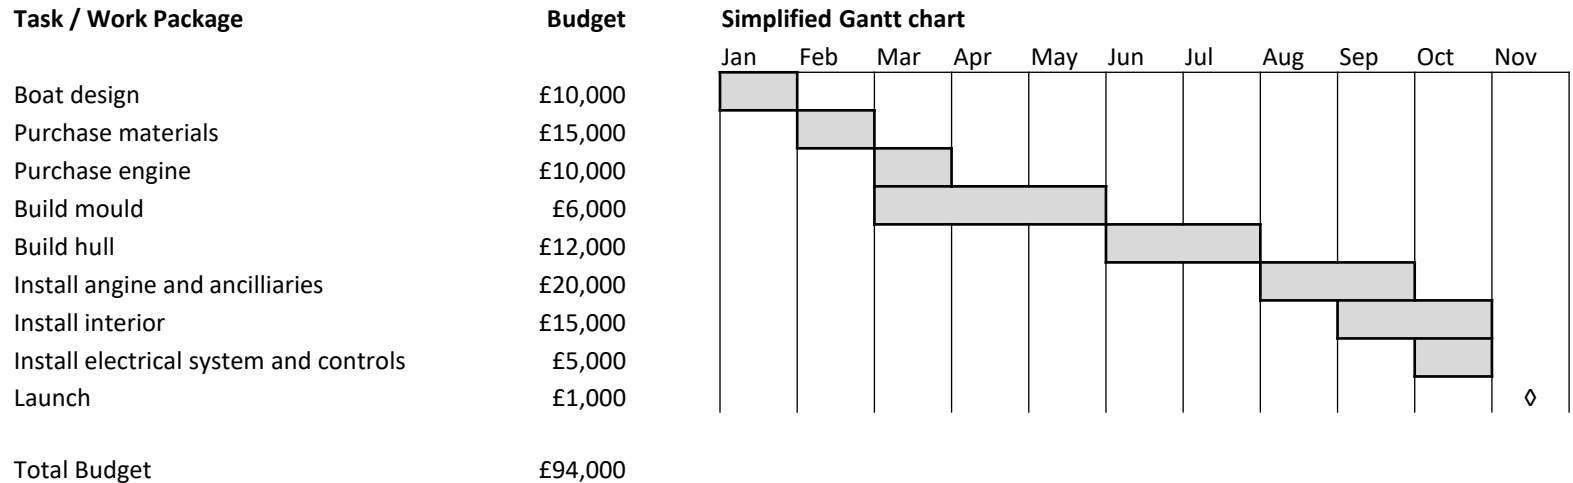 Task / Work Package Budget Simplified Gantt chart
Jan Feb Mar Apr May Jun Jul Aug Sep Oct Nov
Boat design £10,000
Purchase materials £15,000
Purchase engine £10,000
Build mould £6,000
Build hull £12,000
Install angine and ancilliaries £20,000
Install interior £15,000
Install electrical system and controls £5,000
Launch £1,000 ◊
Total Budget £94,000